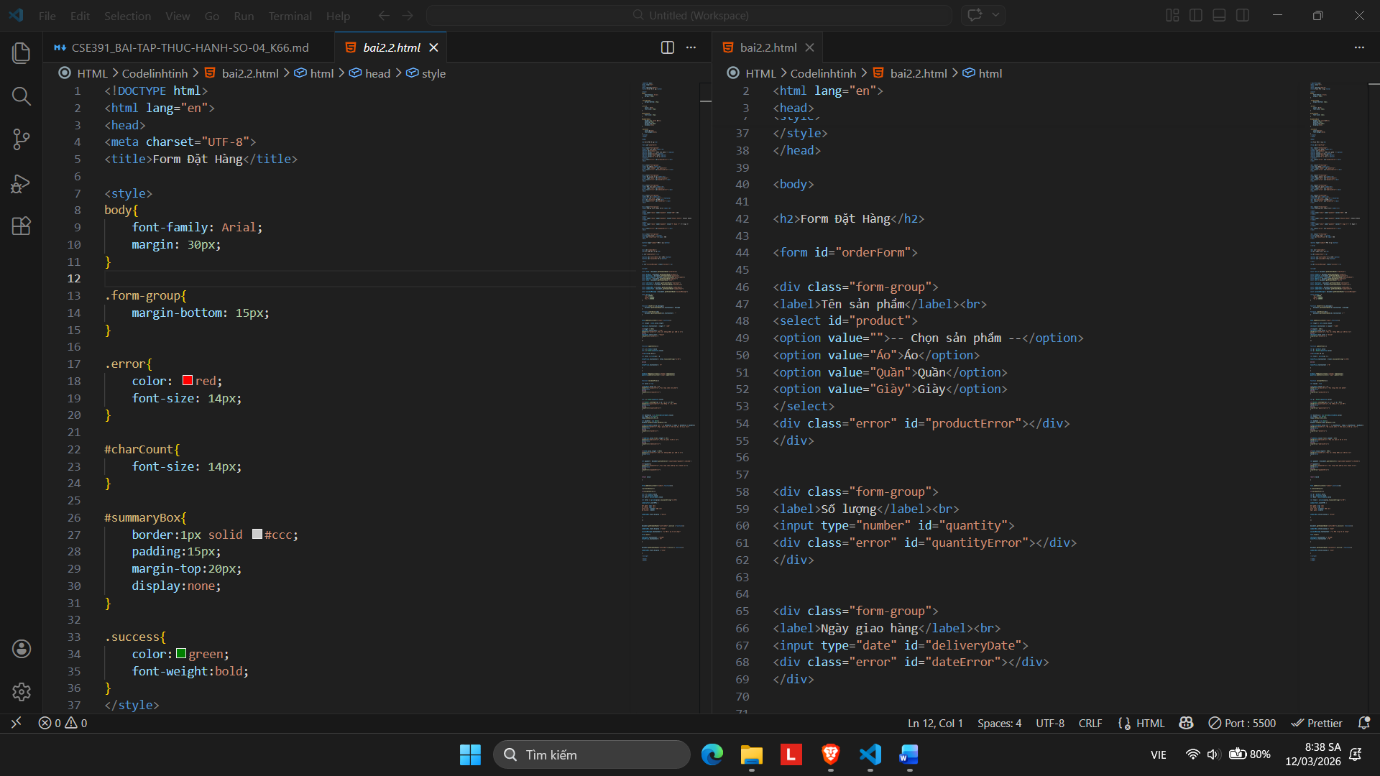 File Edit Selection View Go Run Terminal Help
Untitled (Workspace)
CSE391_BAI-TAP-THUC-HANH-SO-04_K66.md
bai2.2.html
HTML > Codelinhtinh > bai2.2.html > html > head > style
1 <!DOCTYPE html>
2 <html lang="en">
3 <head>
4 <meta charset="UTF-8">
5 <title>Form Đặt Hàng</title>
6
7 <style>
8 body{
9 font-family: Arial;
10 margin: 30px;
11 }
12
13 .form-group{
14 margin-bottom: 15px;
15 }
16
17 .error{
18 color: red;
19 font-size: 14px;
20 }
21
22 #charCount{
23 font-size: 14px;
24 }
25
26 #summaryBox{
27 border:1px solid #ccc;
28 padding:15px;
29 margin-top:20px;
30 display:none;
31 }
32
33 .success{
34 color:green;
35 font-weight:bold;
36 }
37 </style>
bai2.2.html
HTML > Codelinhtinh > bai2.2.html > html
2 <html lang="en">
3 <head>
7 <style>
37 </style>
38 </head>
39
40 <body>
41
42 <h2>Form Đặt Hàng</h2>
43
44 <form id="orderForm">
45
46 <div class="form-group">
47 <label>Tên sản phẩm</label><br>
48 <select id="product">
49 <option value="">-- Chọn sản phẩm --</option>
50 <option value="Áo">Áo</option>
51 <option value="Quần">Quần</option>
52 <option value="Giày">Giày</option>
53 </select>
54 <div class="error" id="productError"></div>
55 </div>
56
57
58 <div class="form-group">
59 <label>Số lượng</label><br>
60 <input type="number" id="quantity">
61 <div class="error" id="quantityError"></div>
62 </div>
63
64
65 <div class="form-group">
66 <label>Ngày giao hàng</label><br>
67 <input type="date" id="deliveryDate">
68 <div class="error" id="dateError"></div>
69 </div>
70
71
0 0
Ln 12, Col 1 Spaces: 4 UTF-8 CRLF {} HTML Port : 5500 Prettier
Tìm kiếm
L
W
VIE
80%
8:38 SA
12/03/2026